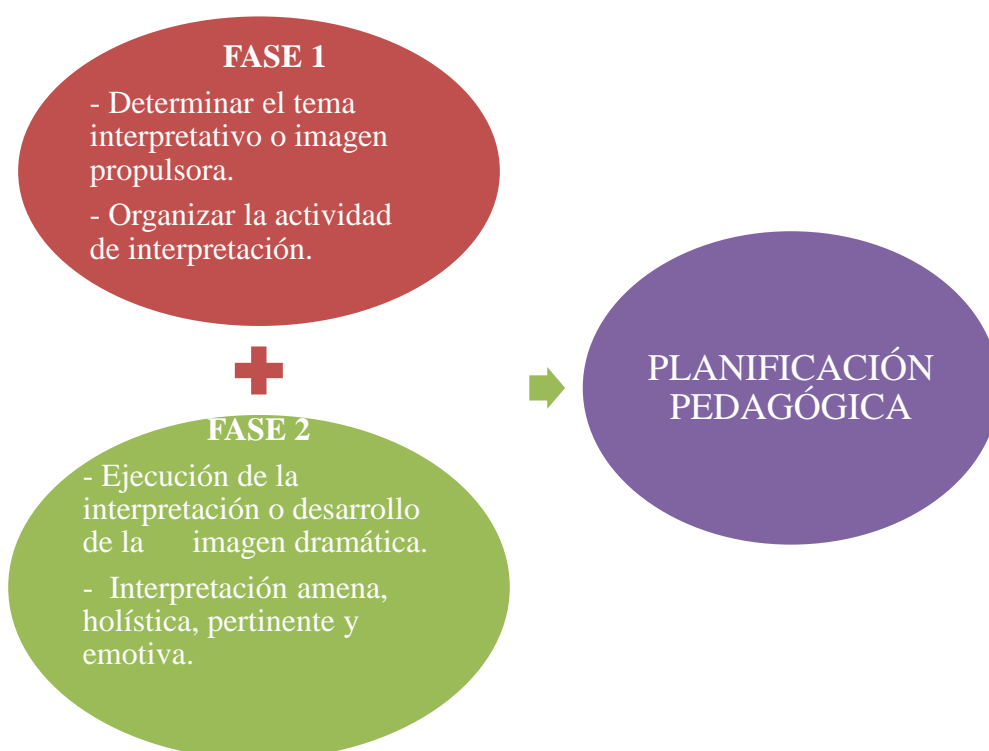 FASE 1
- Determinar el tema
interpretativo o imagen
propulsora.
- Organizar la actividad
de interpretación.
FASE 2
- Ejecución de la
interpretación o desarrollo
de la imagen dramática.
- Interpretación amena,
holística, pertinente y
emotiva.
PLANIFICACIÓN
PEDAGÓGICA